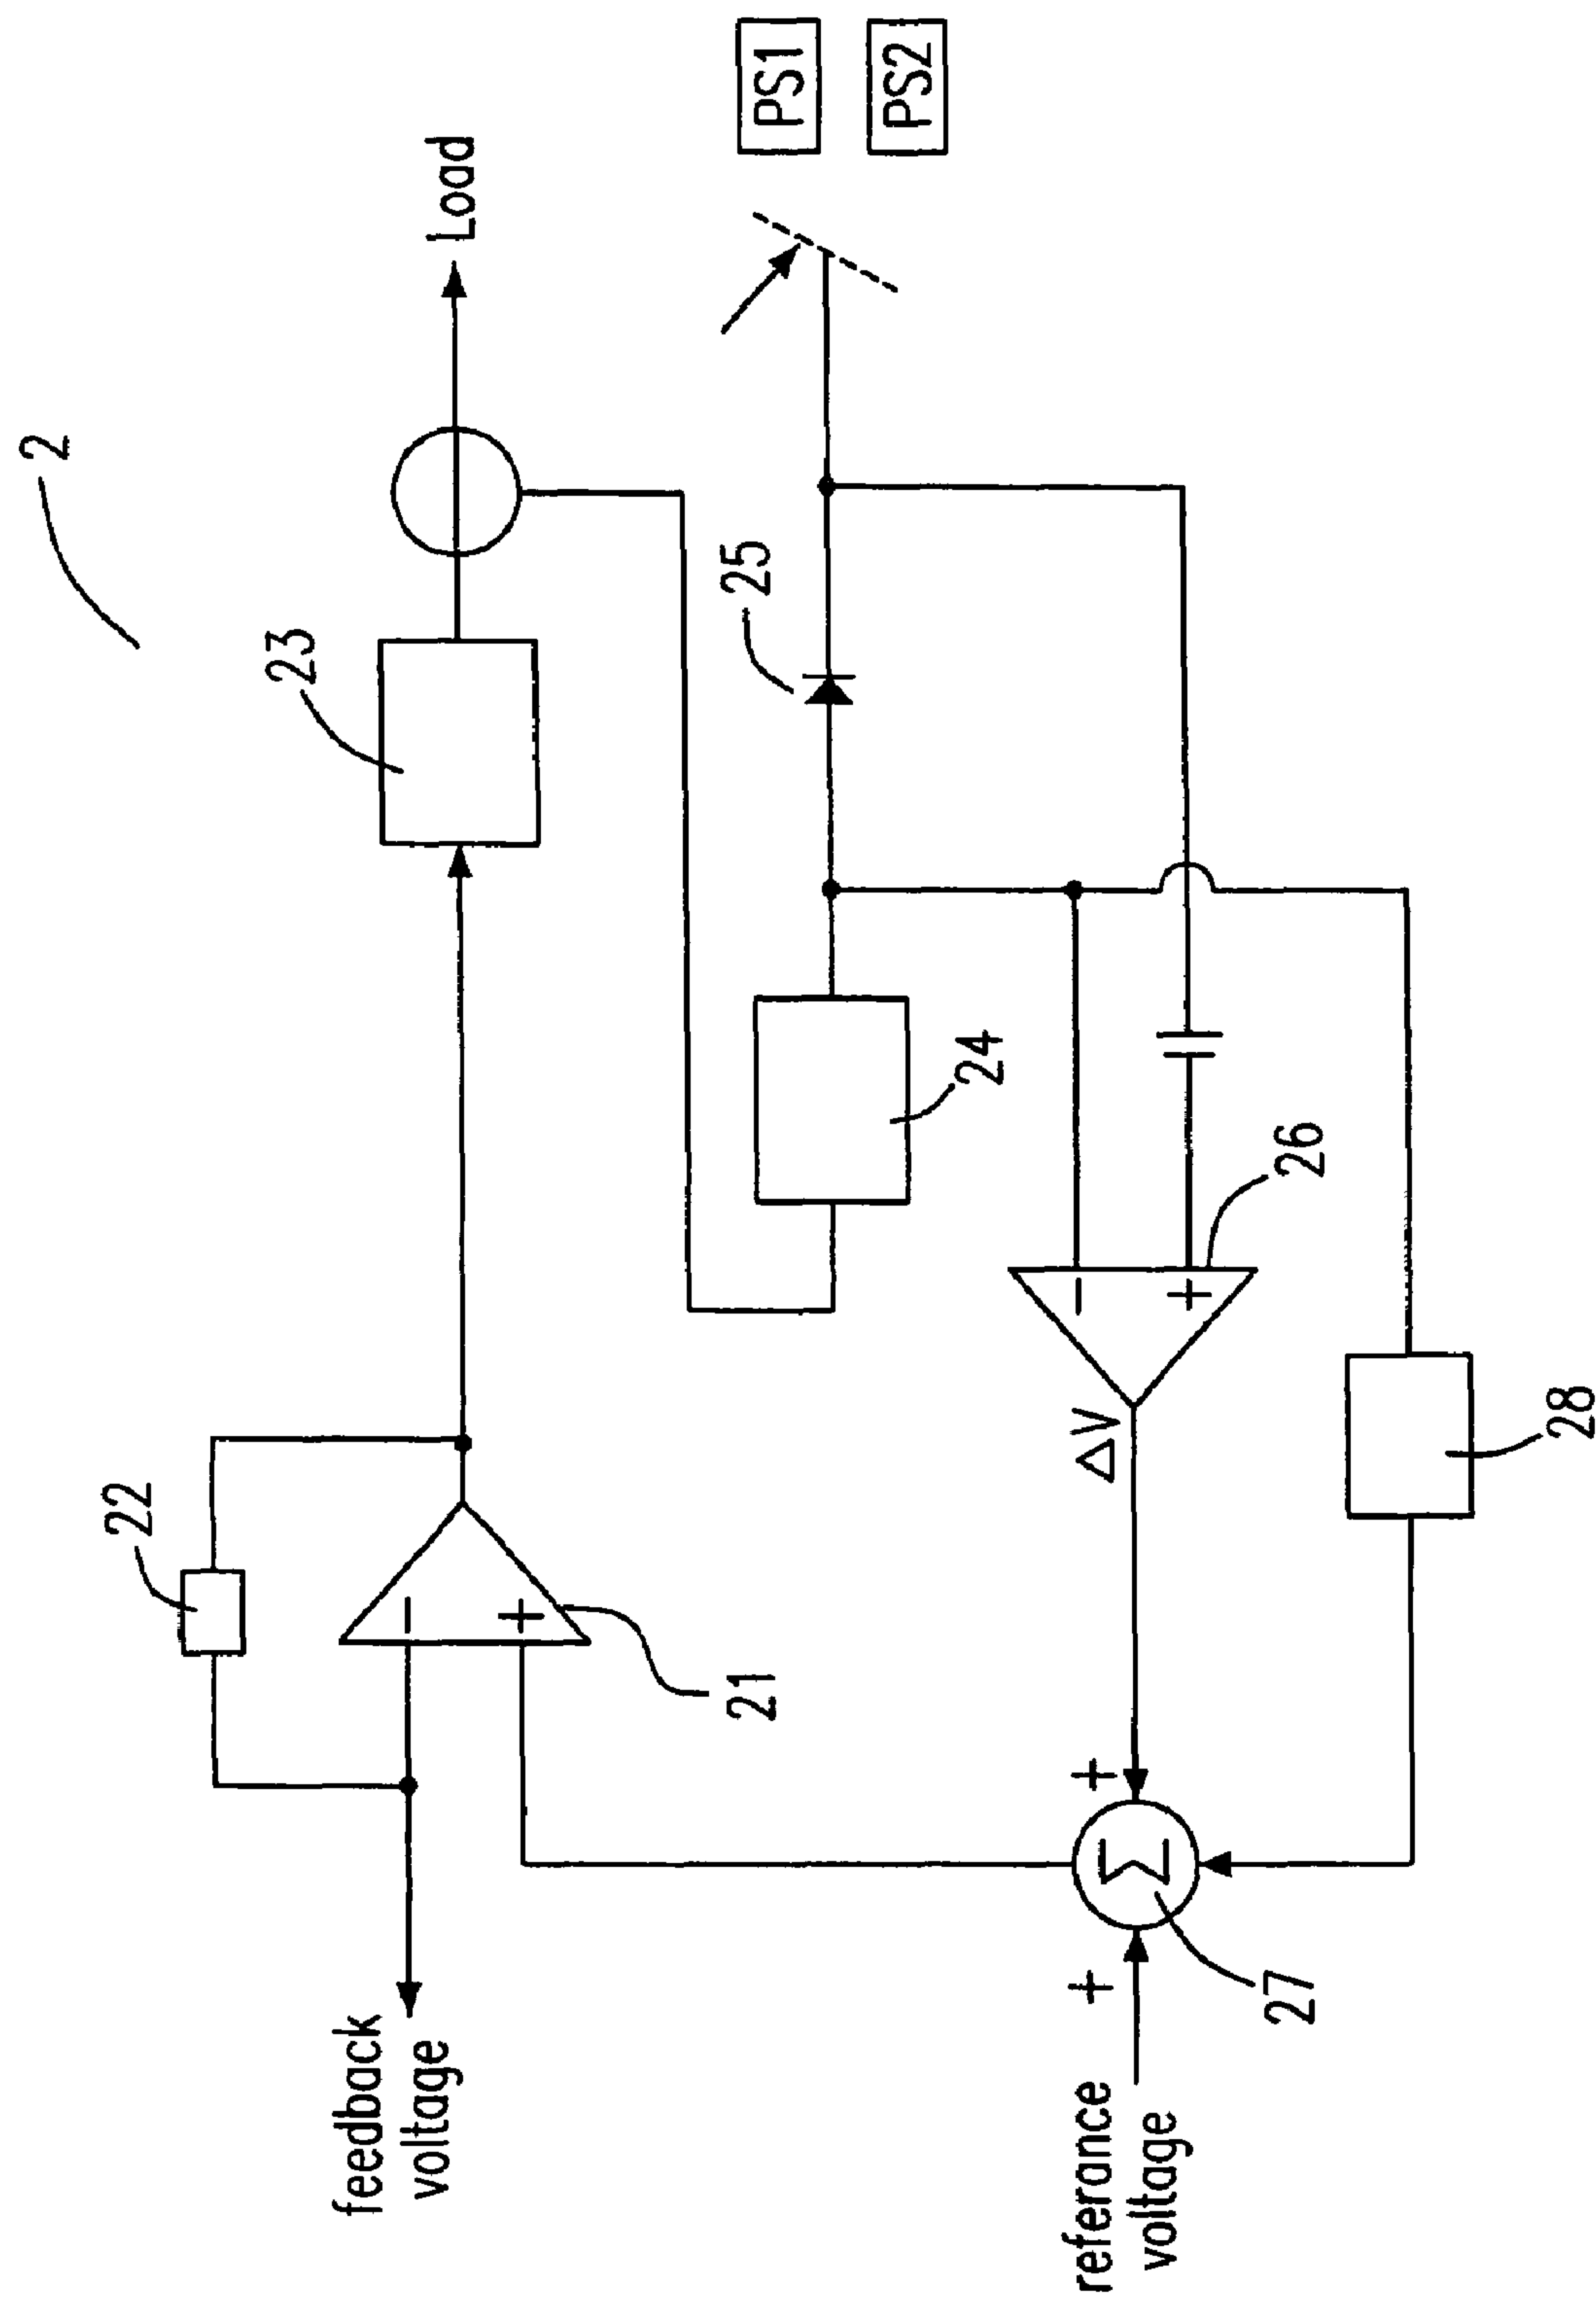 2
22
23
Load
feedback
voltage
21
25
PS1
PS2
24
ΔV
26
+
+
Σ
27
28
referance
voltage
−
+
−
+